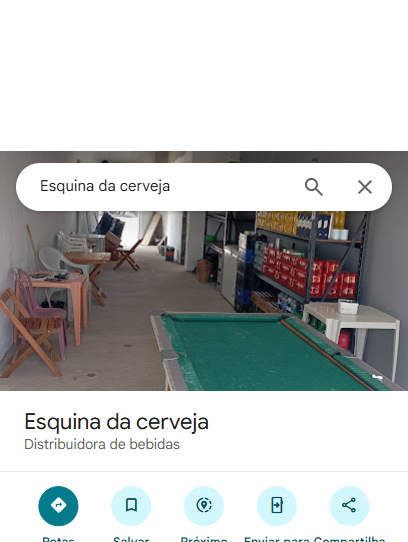 Esquina da cerveja
Esquina da cerveja
Distribuidora de bebidas
Rotas Salvar Próximo Enviar para Compartilha